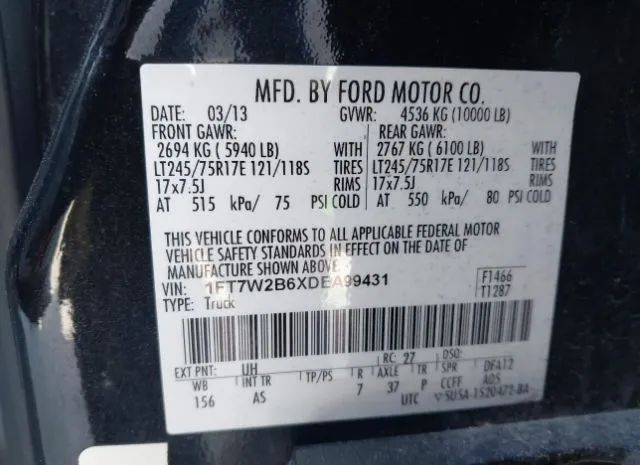 MFD. BY FORD MOTOR CO.
DATE: 03/13 GVWR: 4536 KG (10000 LB)
FRONT GAWR: REAR GAWR:
2694 KG ( 5940 LB) WITH 2767 KG ( 6100 LB) WITH
LT245/75R17E 121/118S TIRES LT245/75R17E 121/118S TIRES
17x7.5J RIMS 17x7.5J RIMS
AT 515 kPa/ 75 PSI COLD AT 550 kPa/ 80 PSI COLD
THIS VEHICLE CONFORMS TO ALL APPLICABLE FEDERAL MOTOR
VEHICLE SAFETY STANDARDS IN EFFECT ON THE DATE OF
MANUFACTURE SHOWN ABOVE.
VIN: 1FT7W2B6XDEA99431 F1466
TYPE: Truck T1287
EXT PNT: UH RC: 27 DSO:
WB INT TR TP/PS R AXLE TR SPR DFA12
156 AS 7 37 P CCFF A05
UTC ▽5U5A-1520472-BA